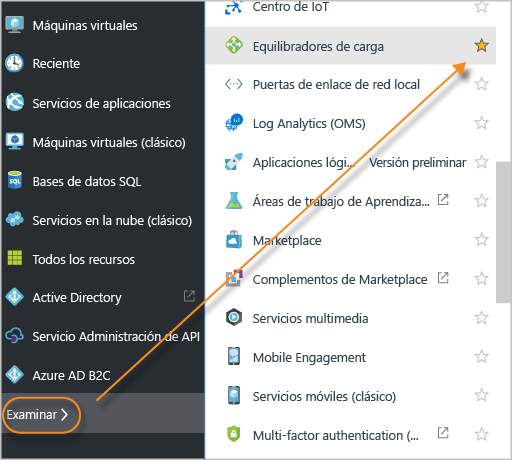 Máquinas virtuales
Reciente
Servicios de aplicaciones
Máquinas virtuales (clásico)
Bases de datos SQL
Servicios en la nube (clásico)
Todos los recursos
Active Directory
Servicio Administración de API
Azure AD B2C
Examinar
Centro de IoT
Equilibradores de carga
Puertas de enlace de red local
Log Analytics (OMS)
Aplicaciones lógi... Versión preliminar
Áreas de trabajo de Aprendiza...
Marketplace
Complementos de Marketplace
Servicios multimedia
Mobile Engagement
Servicios móviles (clásico)
Multi-factor authentication (...